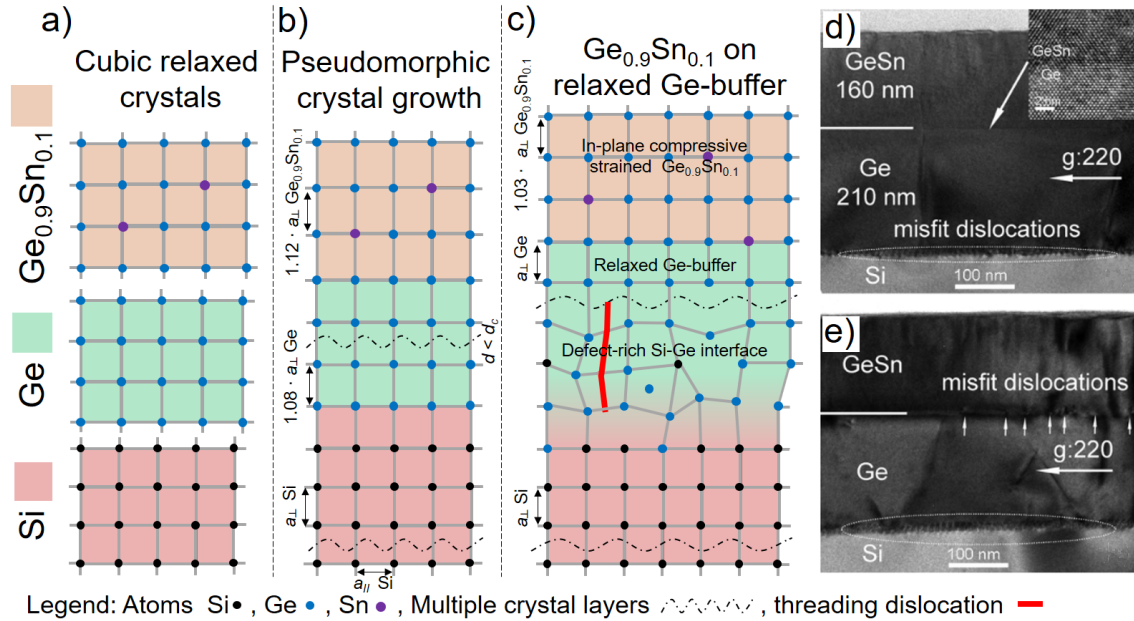 a)
Cubic relaxed
crystals
Ge0.9Sn0.1
Ge
Si
b)
Pseudomorphic
crystal growth
1.12 · a⊥ Ge0.9Sn0.1
1.08 · a⊥ Ge
d < dc
a⊥ Si
a// Si
c)
Ge0.9Sn0.1 on
relaxed Ge-buffer
1.03 · a⊥ Ge0.9Sn0.1
In-plane compressive
strained Ge0.9Sn0.1
a⊥ Ge
Relaxed Ge-buffer
Defect-rich Si-Ge interface
a⊥ Si
d)
GeSn
160 nm
GeSn
Ge
Ge
210 nm
g:220
misfit dislocations
Si
100 nm
e)
GeSn
misfit dislocations
g:220
Ge
Si
100 nm
Legend: Atoms Si , Ge , Sn , Multiple crystal layers , threading dislocation